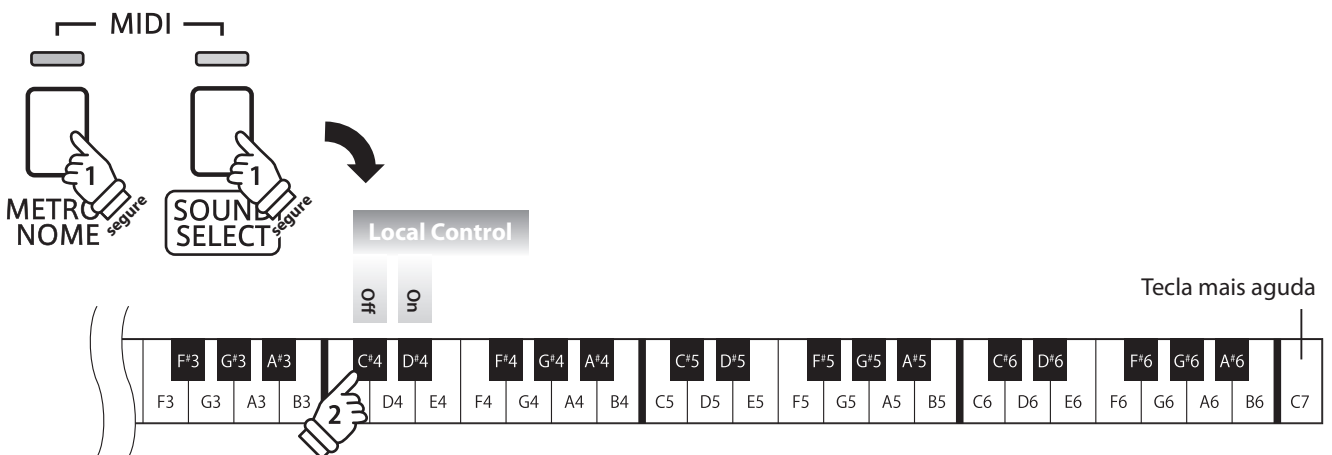 MIDI
1
1
segure
segure
NOME
SOUND
SELECT
Local Control
Off
On
Tecla mais aguda
F#3 G#3 A#3 C#4 D#4 F#4 G#4 A#4 C#5 D#5 F#5 G#5 A#5 C#6 D#6 F#6 G#6 A#6
F3 G3 A3 B3 D4 E4 F4 G4 A4 B4 C5 D5 E5 F5 G5 A5 B5 C6 D6 E6 F6 G6 A6 B6 C7
2